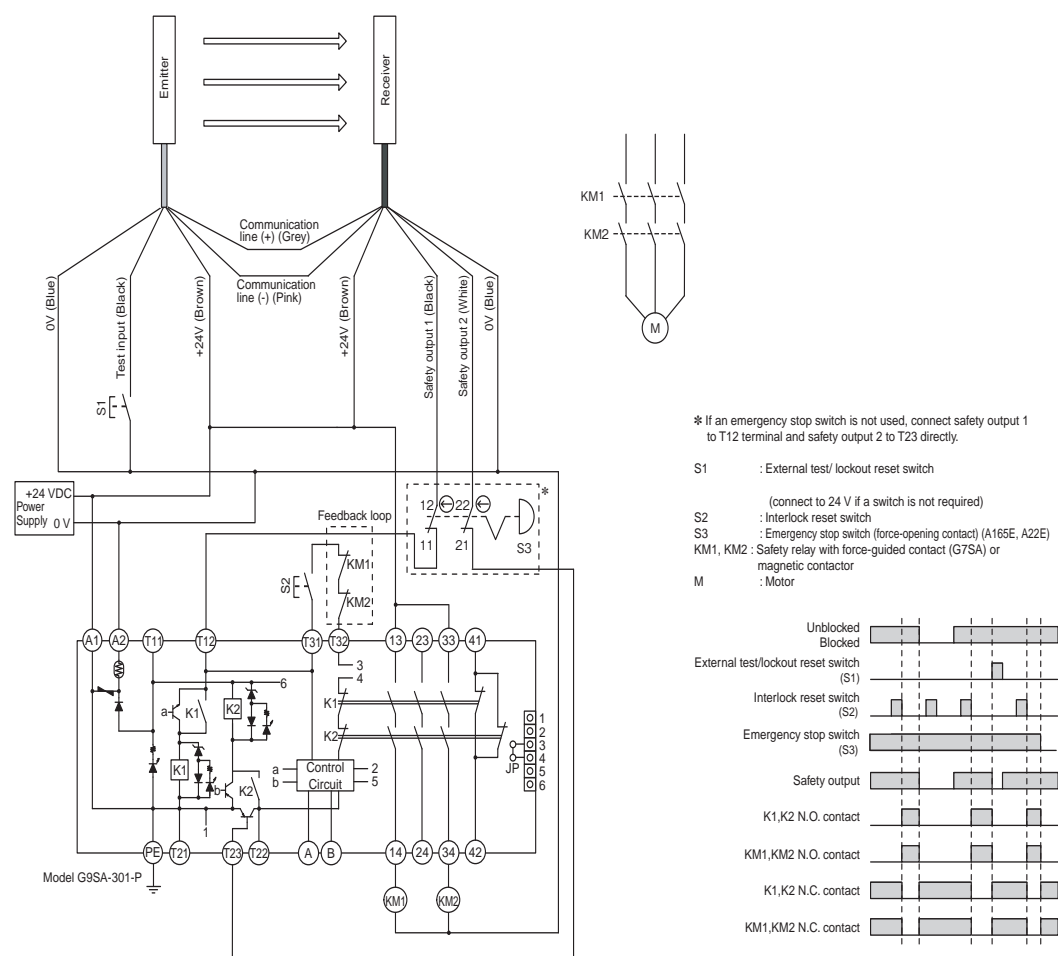 Emitter
Receiver
Communication
line (+) (Grey)
Communication
line (-) (Pink)
0V (Blue)
Test input (Black)
+24V (Brown)
+24V (Brown)
Safety output 1 (Black)
Safety output 2 (White)
0V (Blue)
S1
KM1
KM2
M
+24 VDC
Power
Supply 0 V
Feedback loop
S2
KM1
KM2
12
22
11
21
S3
*
A1
A2
T11
T12
T31
T32
13
23
33
41
3
4
6
a
K1
K2
K1
K2
K1
b
K2
1
a
b
Control
Circuit
2
5
JP
1
2
3
4
5
6
PE
T21
T23
T22
A
B
14
24
34
42
Model G9SA-301-P
KM1
KM2
* If an emergency stop switch is not used, connect safety output 1
to T12 terminal and safety output 2 to T23 directly.
S1 : External test/ lockout reset switch
(connect to 24 V if a switch is not required)
S2 : Interlock reset switch
S3 : Emergency stop switch (force-opening contact) (A165E, A22E)
KM1, KM2 : Safety relay with force-guided contact (G7SA) or
magnetic contactor
M : Motor
Unblocked
Blocked
External test/lockout reset switch
(S1)
Interlock reset switch
(S2)
Emergency stop switch
(S3)
Safety output
K1,K2 N.O. contact
KM1,KM2 N.O. contact
K1,K2 N.C. contact
KM1,KM2 N.C. contact